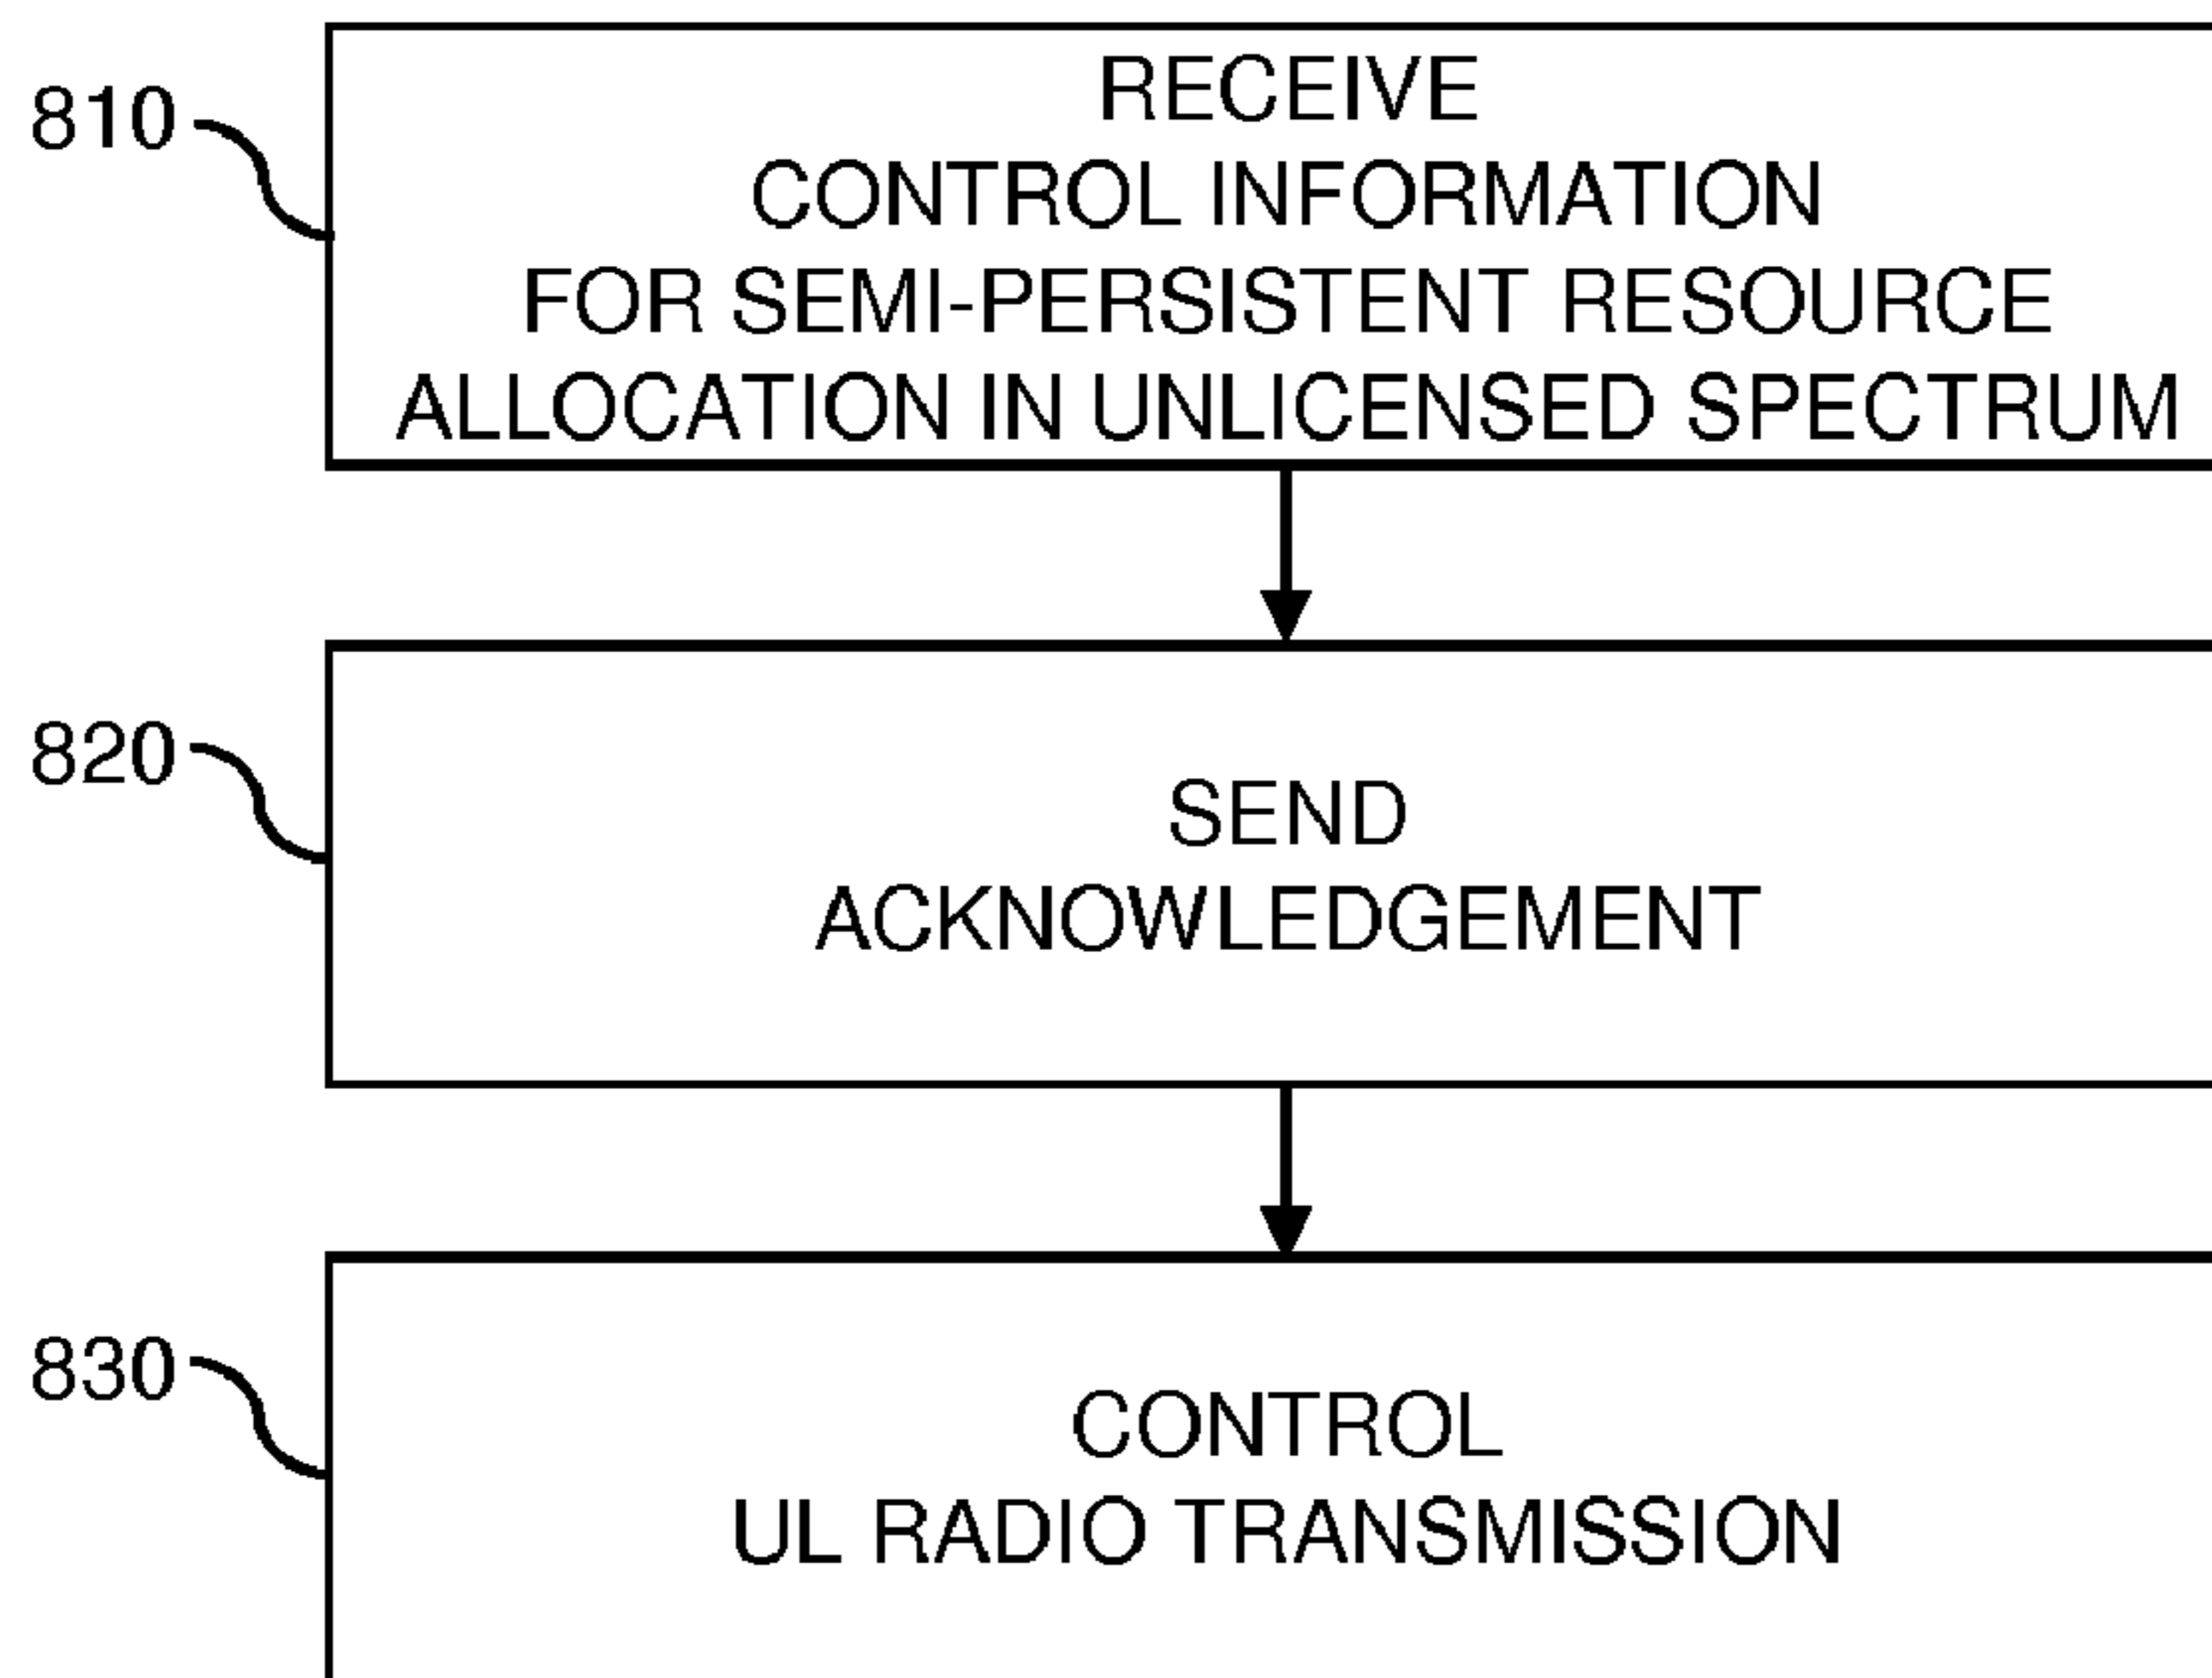 810
RECEIVE
CONTROL INFORMATION
FOR SEMI-PERSISTENT RESOURCE
ALLOCATION IN UNLICENSED SPECTRUM
820
SEND
ACKNOWLEDGEMENT
830
CONTROL
UL RADIO TRANSMISSION